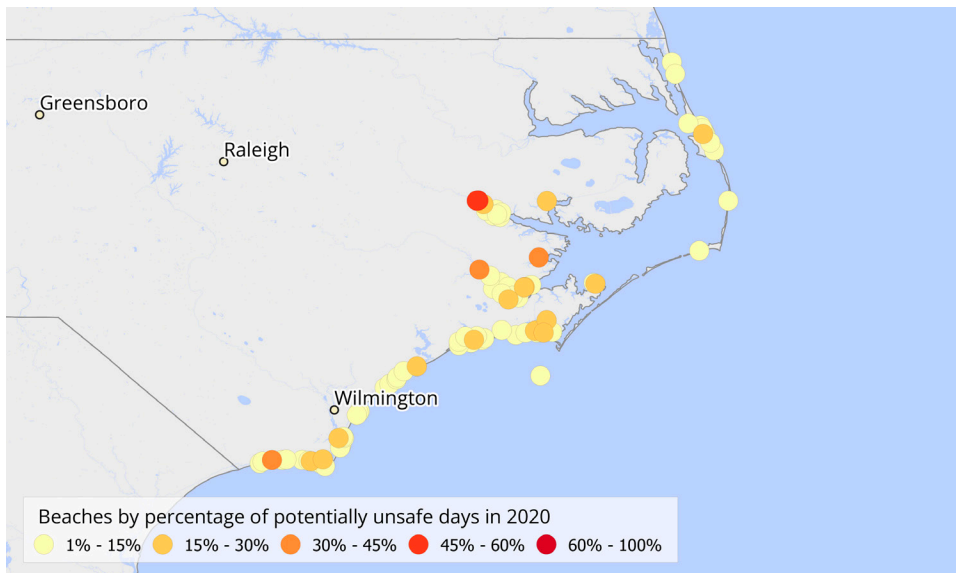 Greensboro
Raleigh
Wilmington
Beaches by percentage of potentially unsafe days in 2020
1% - 15% 15% - 30% 30% - 45% 45% - 60% 60% - 100%